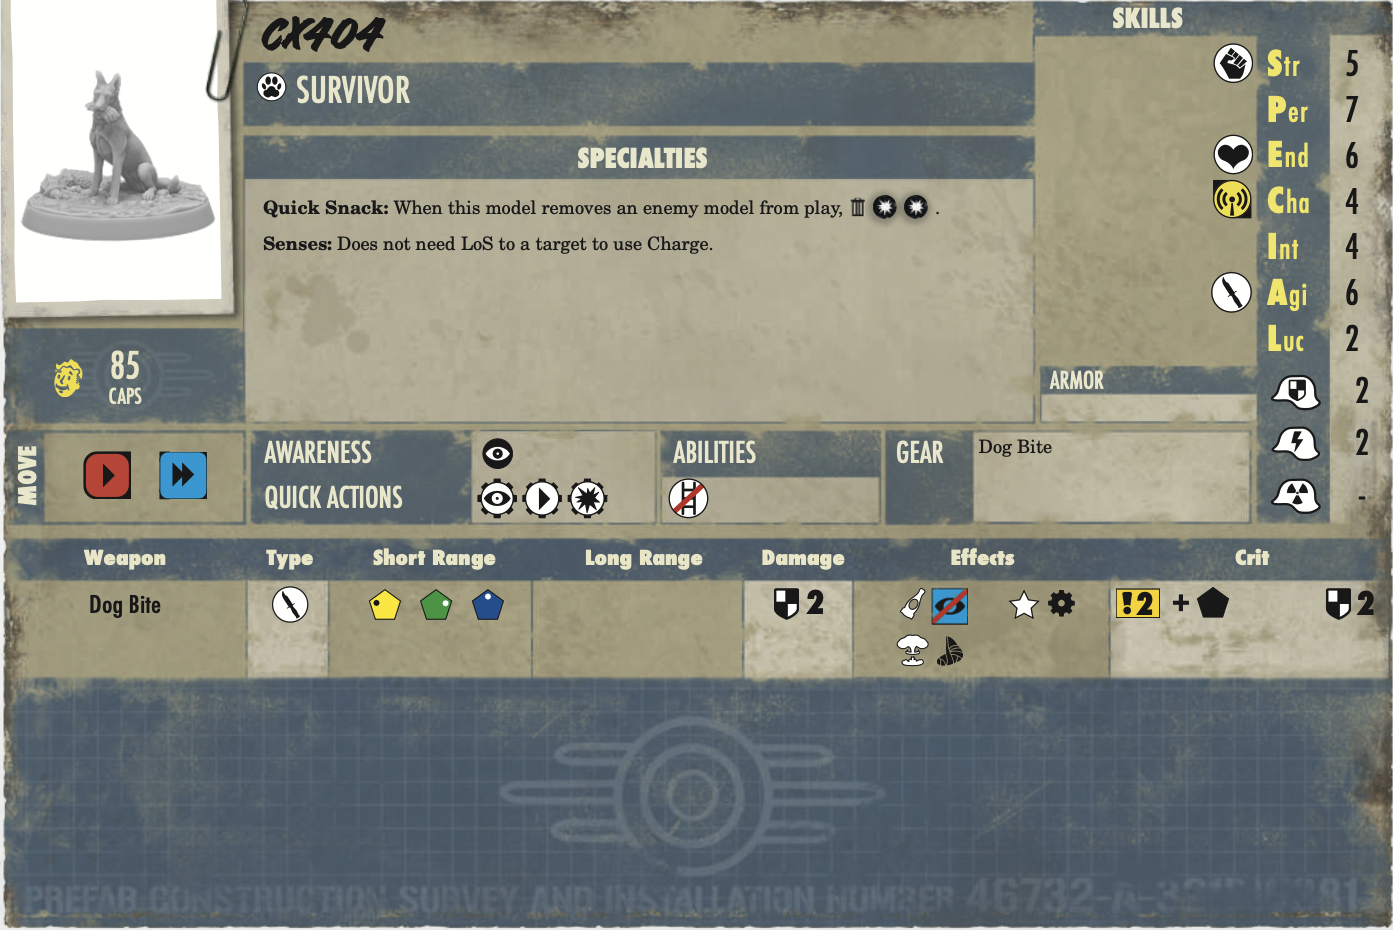 CX404
SURVIVOR
SPECIALTIES
Quick Snack: When this model removes an enemy model from play, .
Senses: Does not need LoS to a target to use Charge.
85
CAPS
SKILLS
Str 5
Per 7
End 6
Cha 4
Int 4
Agi 6
Luc 2
ARMOR
2
2
-
MOVE
AWARENESS
QUICK ACTIONS
ABILITIES
GEAR
Dog Bite
Weapon Type Short Range Long Range Damage Effects Crit
Dog Bite 2 !2 + 2
PREFAB CONSTRUCTION SURVEY AND INSTALLATION NUMBER 46732-A-